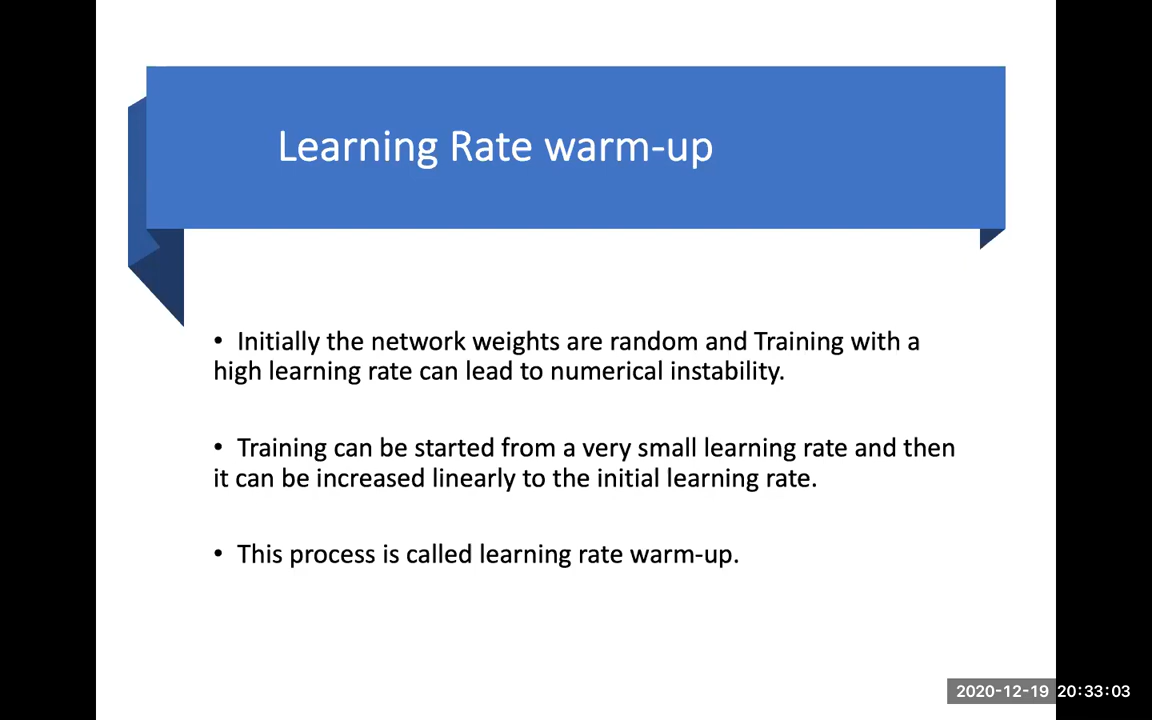 Learning Rate warm-up
• Initially the network weights are random and Training with a
high learning rate can lead to numerical instability.
• Training can be started from a very small learning rate and then
it can be increased linearly to the initial learning rate.
• This process is called learning rate warm-up.
2020-12-19 20:33:03